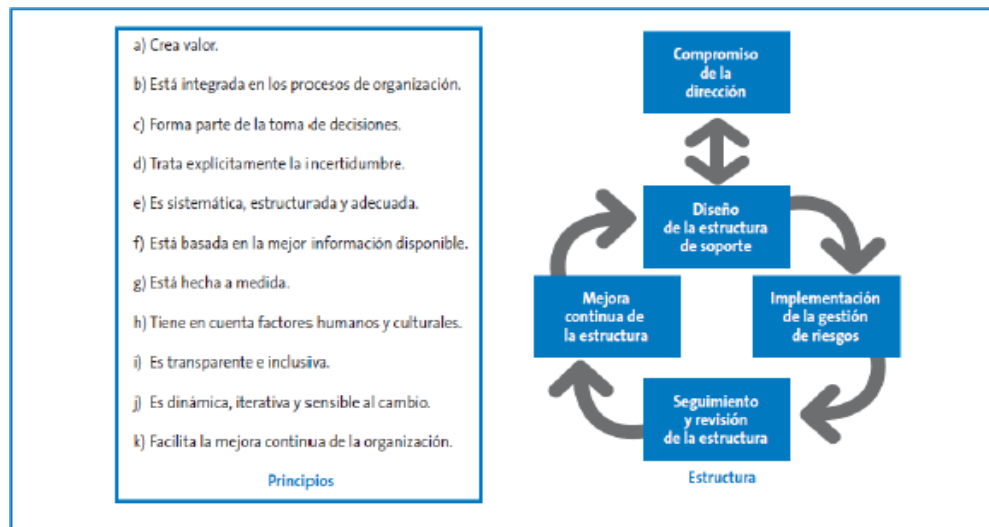 a) Crea valor.
b) Está integrada en los procesos de organización.
c) Forma parte de la toma de decisiones.
d) Trata explícitamente la incertidumbre.
e) Es sistemática, estructurada y adecuada.
f) Está basada en la mejor información disponible.
g) Está hecha a medida.
h) Tiene en cuenta factores humanos y culturales.
i) Es transparente e inclusiva.
j) Es dinámica, iterativa y sensible al cambio.
k) Facilita la mejora continua de la organización.
Principios
Compromiso
de la
dirección
Diseño
de la estructura
de soporte
Mejora
continua de
la estructura
Implementación
de la gestión
de riesgos
Seguimiento
y revisión
de la estructura
Estructura